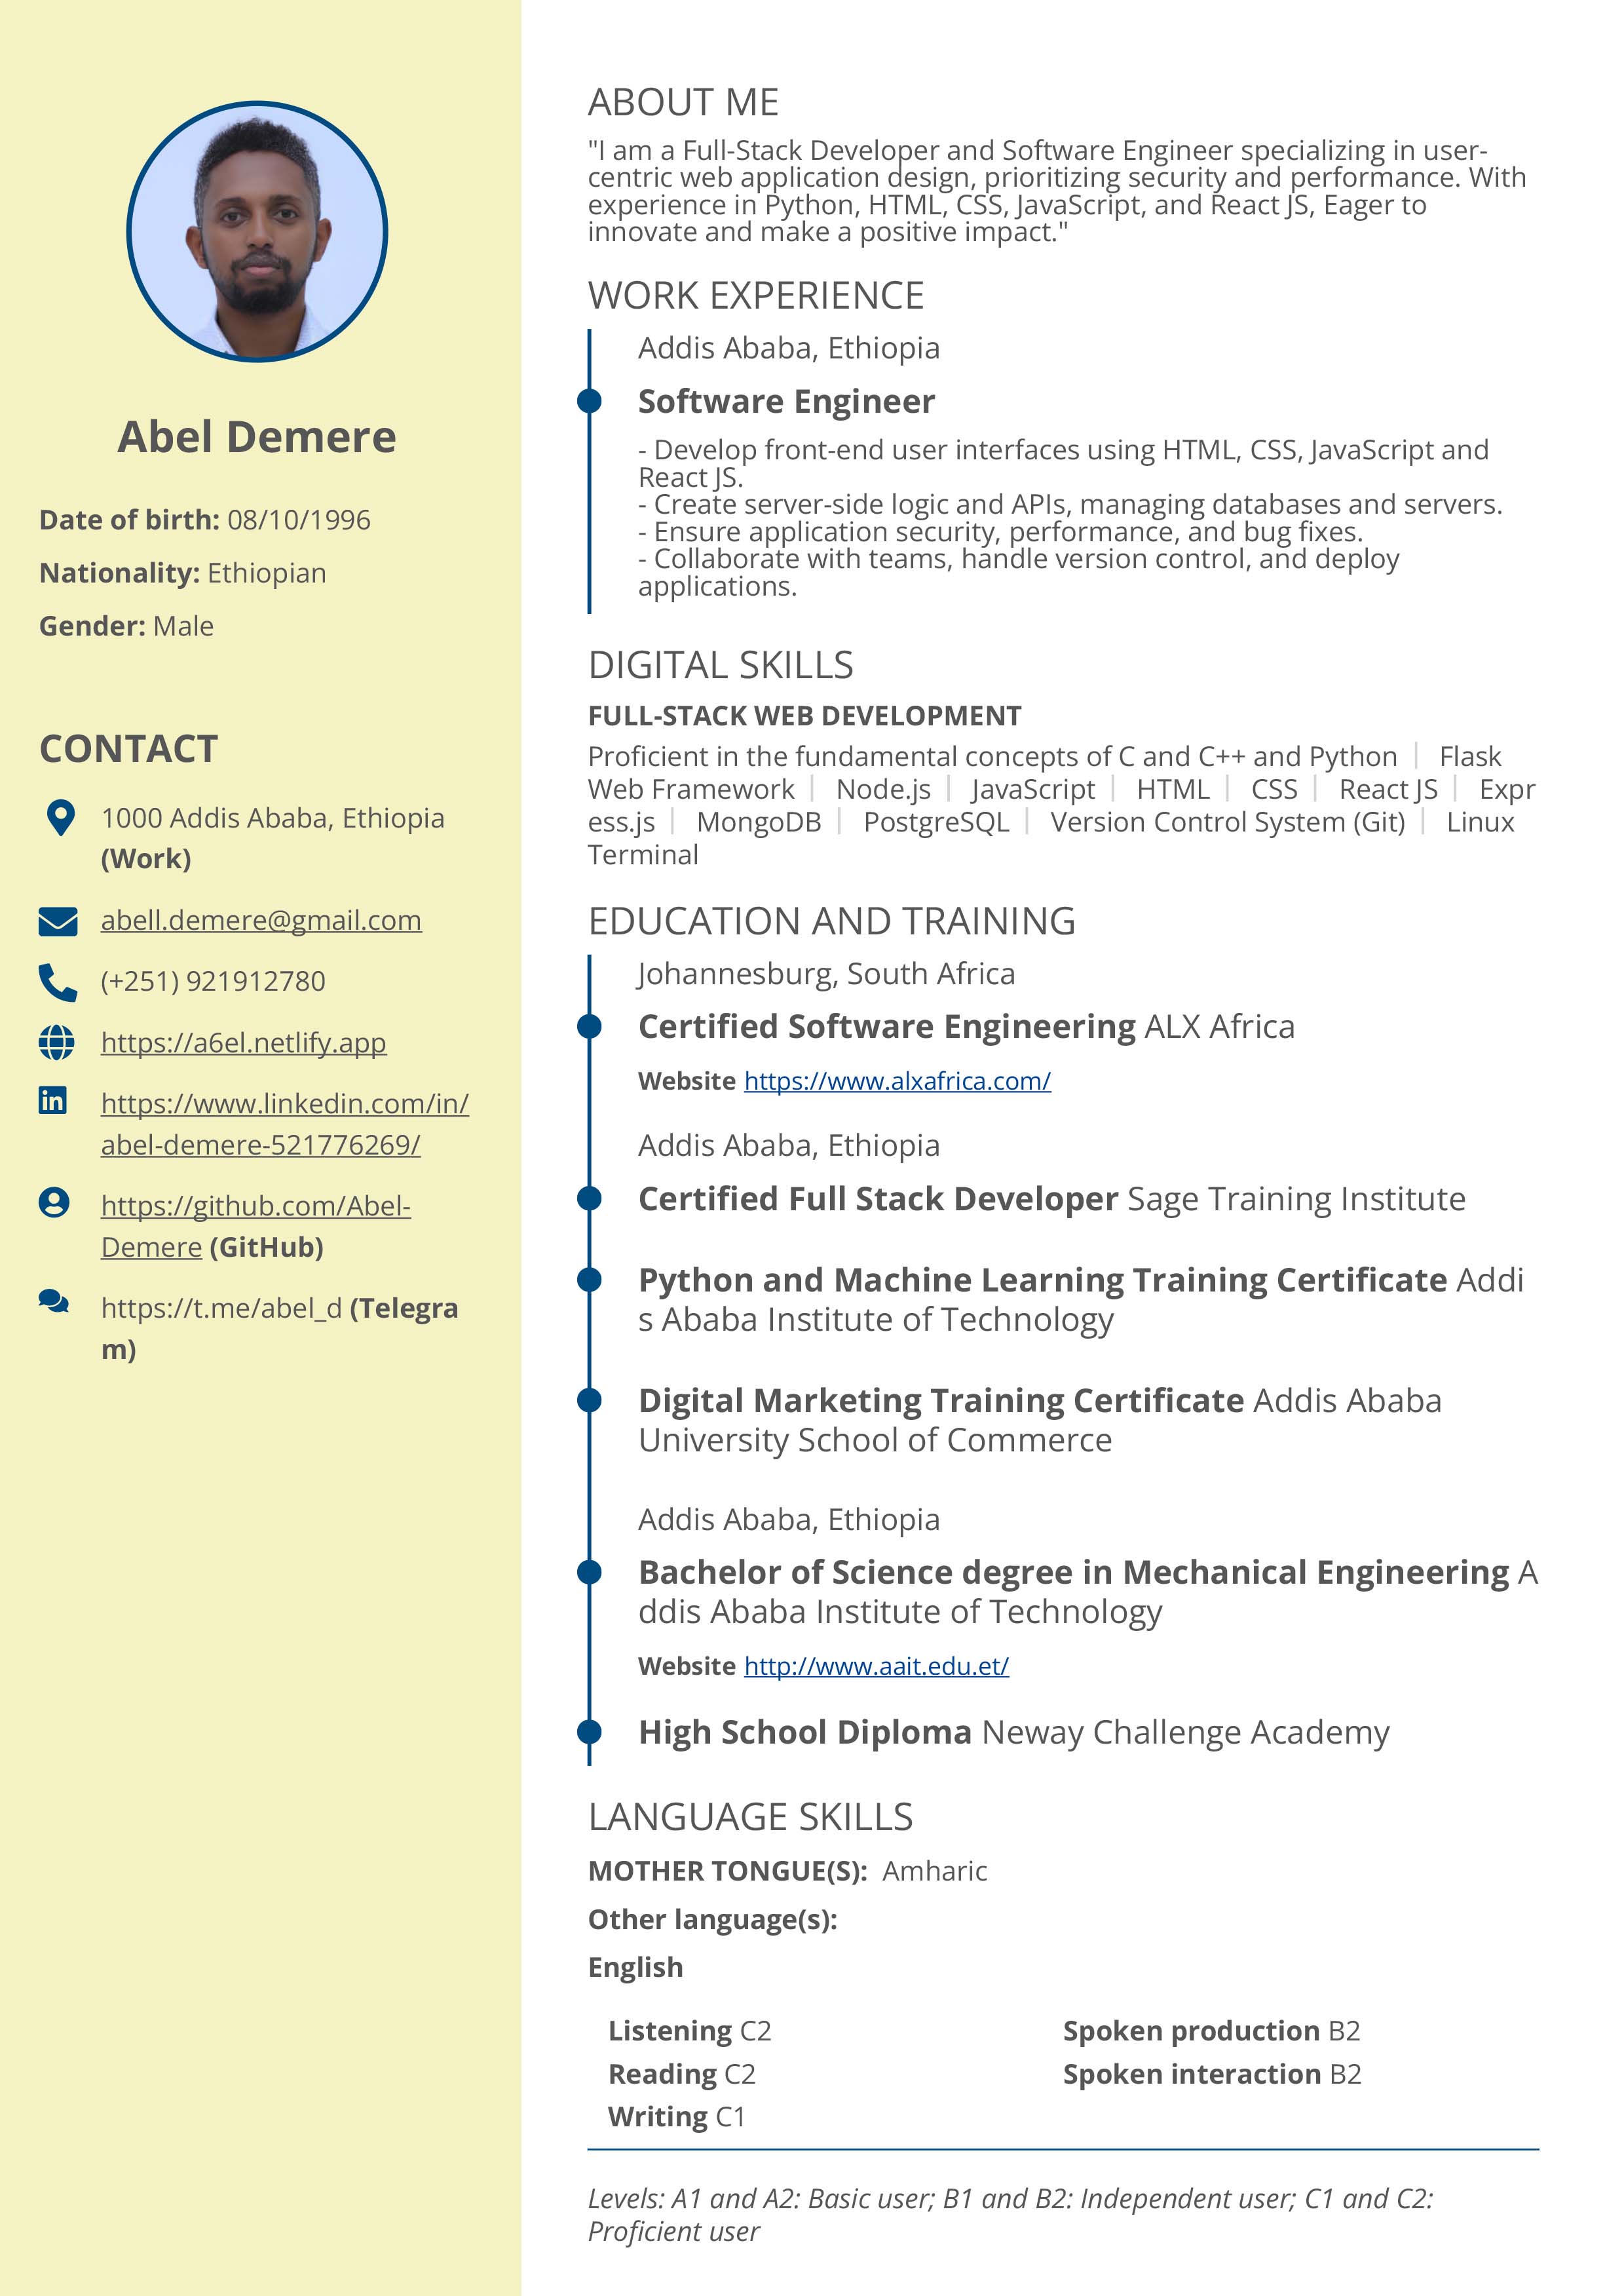 Abel Demere
Date of birth: 08/10/1996
Nationality: Ethiopian
Gender: Male
CONTACT
1000 Addis Ababa, Ethiopia
(Work)
abell.demere@gmail.com
(+251) 921912780
https://a6el.netlify.app
https://www.linkedin.com/in/
abel-demere-521776269/
https://github.com/Abel-
Demere (GitHub)
https://t.me/abel_d (Telegra
m)
ABOUT ME
"I am a Full-Stack Developer and Software Engineer specializing in user-
centric web application design, prioritizing security and performance. With
experience in Python, HTML, CSS, JavaScript, and React JS, Eager to
innovate and make a positive impact."
WORK EXPERIENCE
Addis Ababa, Ethiopia
Software Engineer
- Develop front-end user interfaces using HTML, CSS, JavaScript and
React JS.
- Create server-side logic and APIs, managing databases and servers.
- Ensure application security, performance, and bug fixes.
- Collaborate with teams, handle version control, and deploy
applications.
DIGITAL SKILLS
FULL-STACK WEB DEVELOPMENT
Proficient in the fundamental concepts of C and C++ and Python | Flask
Web Framework | Node.js | JavaScript | HTML | CSS | React JS | Expr
ess.js | MongoDB | PostgreSQL | Version Control System (Git) | Linux
Terminal
EDUCATION AND TRAINING
Johannesburg, South Africa
Certified Software Engineering ALX Africa
Website https://www.alxafrica.com/
Addis Ababa, Ethiopia
Certified Full Stack Developer Sage Training Institute
Python and Machine Learning Training Certificate Addi
s Ababa Institute of Technology
Digital Marketing Training Certificate Addis Ababa
University School of Commerce
Addis Ababa, Ethiopia
Bachelor of Science degree in Mechanical Engineering A
ddis Ababa Institute of Technology
Website http://www.aait.edu.et/
High School Diploma Neway Challenge Academy
LANGUAGE SKILLS
MOTHER TONGUE(S): Amharic
Other language(s):
English
Listening C2
Spoken production B2
Reading C2
Spoken interaction B2
Writing C1
Levels: A1 and A2: Basic user; B1 and B2: Independent user; C1 and C2:
Proficient user